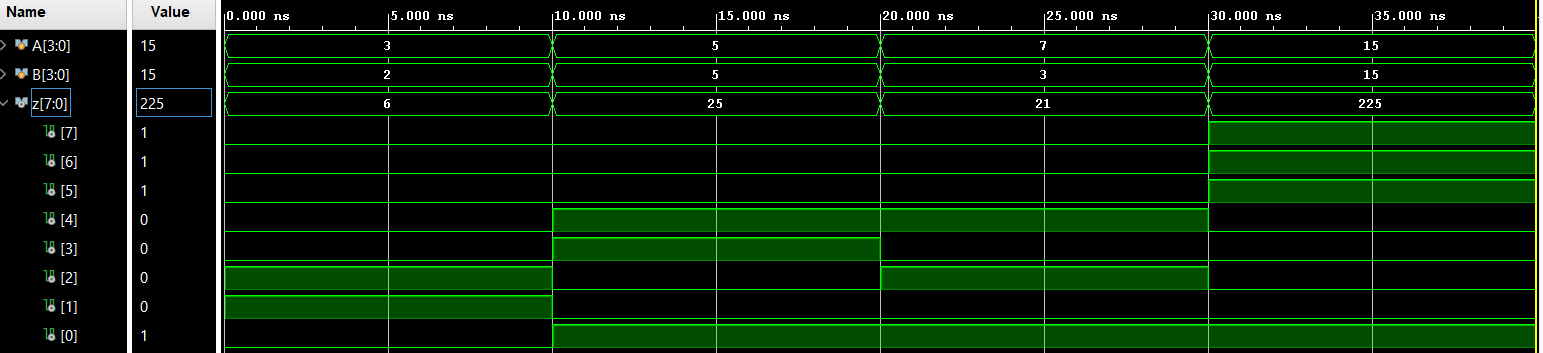 Name Value 0.000 ns 5.000 ns 10.000 ns 15.000 ns 20.000 ns 25.000 ns 30.000 ns 35.000 ns
A[3:0] 15 3 5 7 15
B[3:0] 15 2 5 3 15
z[7:0] 225 6 25 21 225
[7] 1
[6] 1
[5] 1
[4] 0
[3] 0
[2] 0
[1] 0
[0] 1